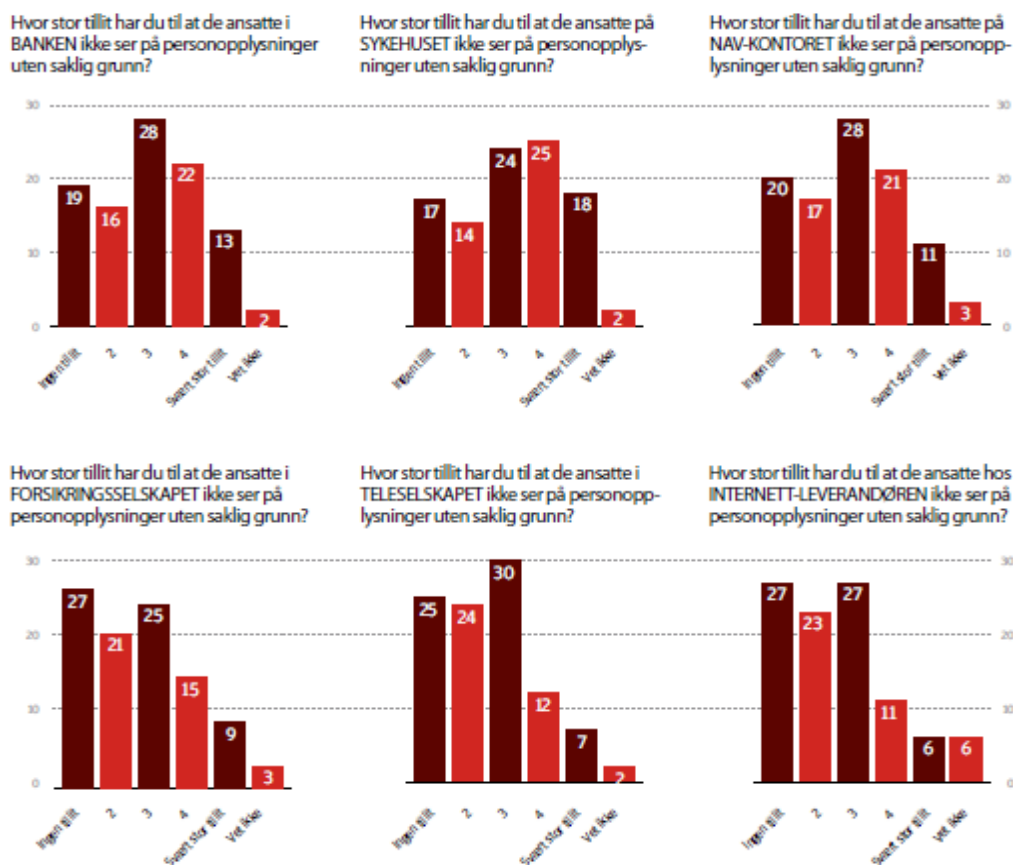 Hvor stor tillit har du til at de ansatte i
BANKEN ikke ser på personopplysninger
uten saklig grunn?
30
20
10
0
19
16
28
22
13
2
Ingen tillit
2
3
4
Svært stor tillit
Vet ikke
Hvor stor tillit har du til at de ansatte på
SYKEHUSET ikke ser på personopplys-
ninger uten saklig grunn?
17
14
24
25
18
2
Ingen tillit
2
3
4
Svært stor tillit
Vet ikke
Hvor stor tillit har du til at de ansatte på
NAV-KONTORET ikke ser på personopp-
lysninger uten saklig grunn?
20
17
28
21
11
3
30
20
10
0
Ingen tillit
2
3
4
Svært stor tillit
Vet ikke
Hvor stor tillit har du til at de ansatte i
FORSIKRINGSSELSKAPET ikke ser på
personopplysninger uten saklig grunn?
30
20
10
0
27
21
25
15
9
3
Ingen tillit
2
3
4
Svært stor tillit
Vet ikke
Hvor stor tillit har du til at de ansatte i
TELESELSKAPET ikke ser på personopp-
lysninger uten saklig grunn?
25
24
30
12
7
2
Ingen tillit
2
3
4
Svært stor tillit
Vet ikke
Hvor stor tillit har du til at de ansatte hos
INTERNETT-LEVERANDØREN ikke ser på
personopplysninger uten saklig grunn?
27
23
27
11
6
6
30
20
10
0
Ingen tillit
2
3
4
Svært stor tillit
Vet ikke